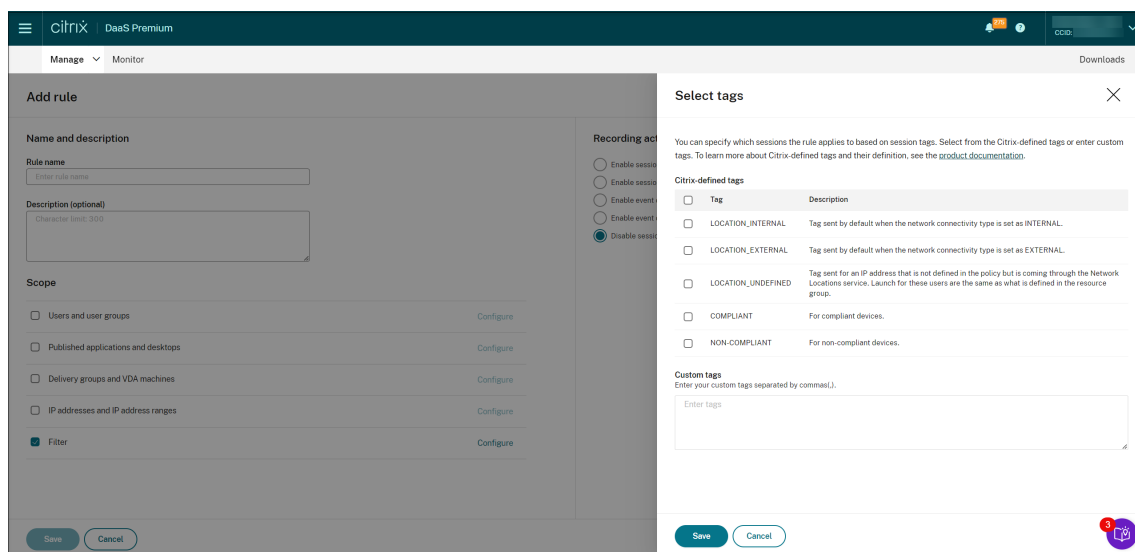 citrix | DaaS Premium
275
?
CCID:
Manage
Monitor
Downloads
Add rule
Name and description
Rule name
Enter rule name
Description (optional)
Character limit: 300
Scope
Users and user groups
Configure
Published applications and desktops
Configure
Delivery groups and VDA machines
Configure
IP addresses and IP address ranges
Configure
Filter
Configure
Save
Cancel
Recording act
Enable sessio
Enable sessio
Enable event
Enable event
Disable sessio
Select tags
You can specify which sessions the rule applies to based on session tags. Select from the Citrix-defined tags or enter custom
tags. To learn more about Citrix-defined tags and their definition, see the product documentation.
Citrix-defined tags
Tag Description
LOCATION_INTERNAL Tag sent by default when the network connectivity type is set as INTERNAL.
LOCATION_EXTERNAL Tag sent by default when the network connectivity type is set as EXTERNAL.
LOCATION_UNDEFINED Tag sent for an IP address that is not defined in the policy but is coming through the Network
Locations service. Launch for these users are the same as what is defined in the resource
group.
COMPLIANT For compliant devices.
NON-COMPLIANT For non-compliant devices.
Custom tags
Enter your custom tags separated by commas(,).
Enter tags
Save
Cancel
3